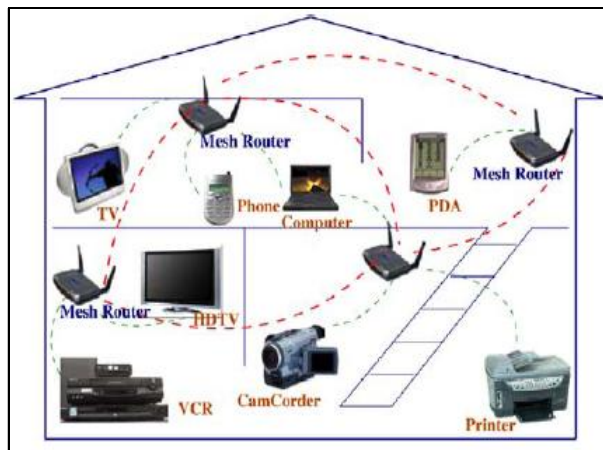 Mesh Router
TV
Phone
Computer
PDA
Mesh Router
Mesh Router
HDTV
VCR
CamCorder
Printer